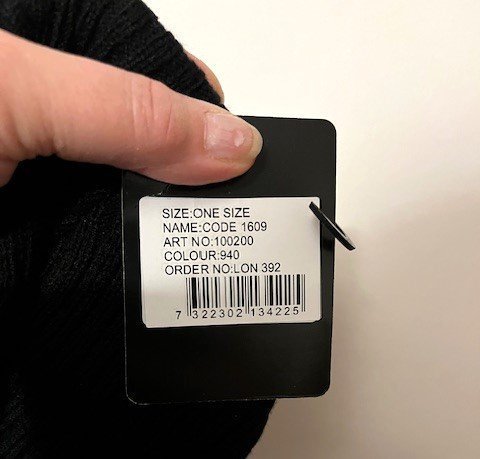 SIZE:ONE SIZE
NAME:CODE 1609
ART NO:100200
COLOUR:940
ORDER NO:LON 392
7 322302 134225